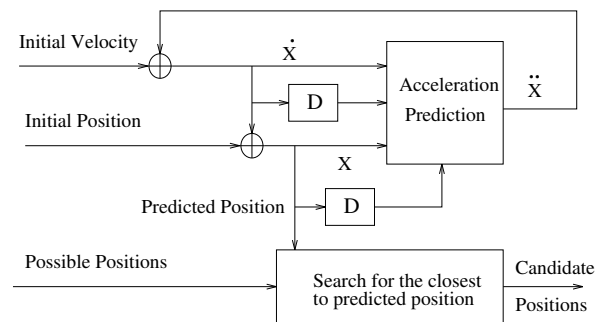 Initial Velocity
Ẋ
Acceleration
Prediction
Ẍ
D
Initial Position
X
Predicted Position
D
Possible Positions
Search for the closest
to predicted position
Candidate
Positions